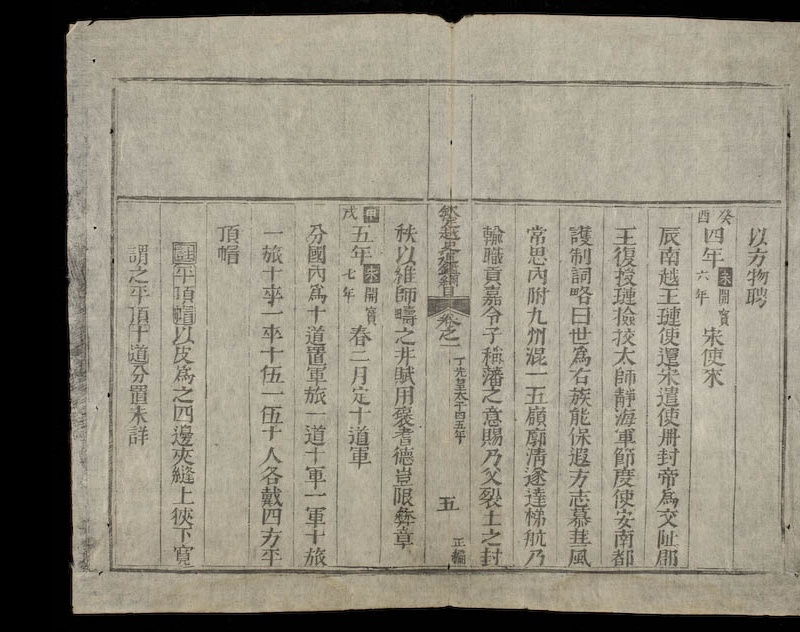 以方物聘
癸酉四年宋開寶六年宋使來
辰南越王璉使還宋遣使册封帝爲交趾郡
王復授璉撿挍太師靜海軍節度使安南都
護制詞略曰世爲右族能保遐方志慕華風
常思內附九州混一五嶺廓清遂達梯航乃
輸職貢嘉令子稱藩之意賜乃父裂土之封
欽定越史通鑑綱目卷之一丁先皇太平四五年五正編
秩以維師疇之井賦用褒耆德豈限彝章
甲戌五年宋開寶七年春二月定十道軍
分國內爲十道置軍旅一道十軍一軍十旅
一旅十卒一卒十伍一伍十人各戴四方平
頂帽
註平頂帽以皮爲之四邊夾縫上狹下寬
謂之平頂十道分置未詳